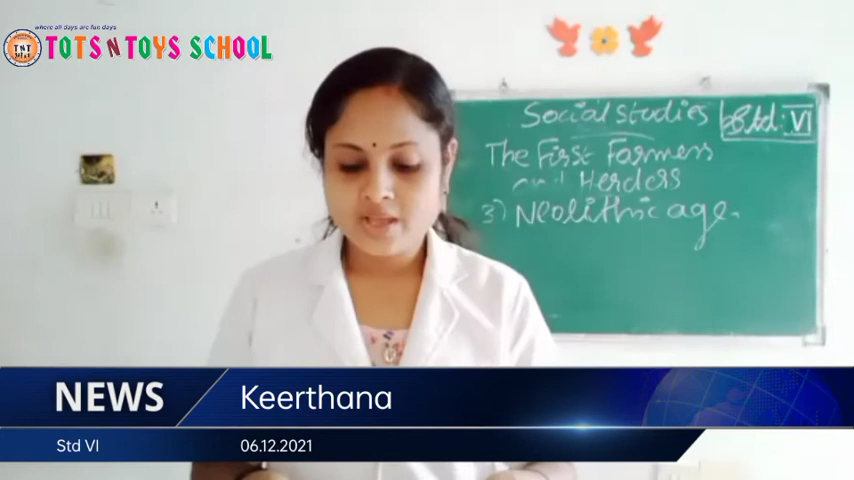 where all days are fun days
TOTS N TOYS SCHOOL
TNT
Social studies
Std: VI
The First Farmers
and Herders
3) Neolithic age.
NEWS
Keerthana
Std VI
06.12.2021